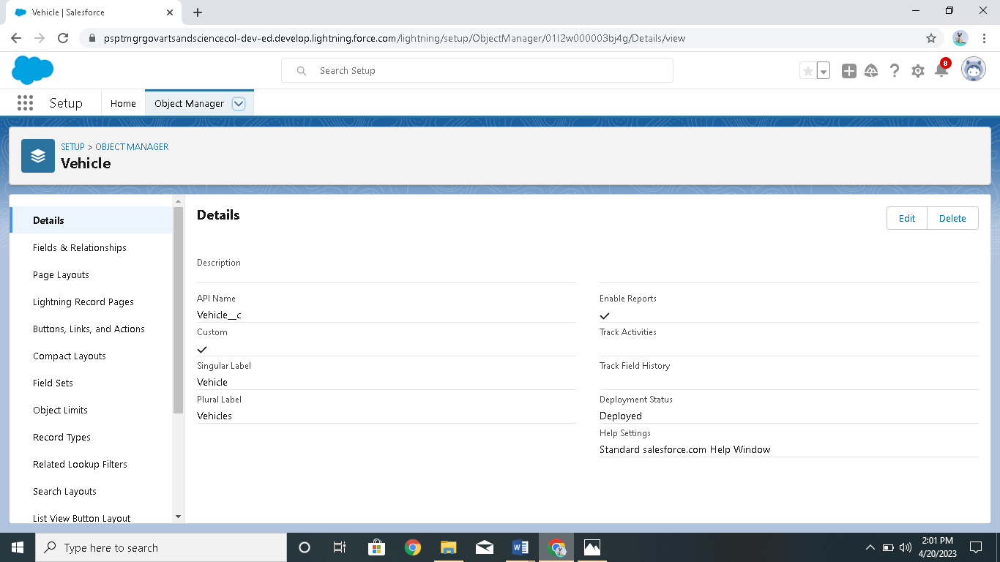 Vehicle | Salesforce
psptmgrgovartsandsciencecol-dev-ed.develop.lightning.force.com/lightning/setup/ObjectManager/01I2w000003bj4g/Details/view
Search Setup
8
Setup
Home
Object Manager
SETUP > OBJECT MANAGER
Vehicle
Details
Fields & Relationships
Page Layouts
Lightning Record Pages
Buttons, Links, and Actions
Compact Layouts
Field Sets
Object Limits
Record Types
Related Lookup Filters
Search Layouts
List View Button Layout
Details
Edit
Delete
Description
API Name
Vehicle__c
Custom
Singular Label
Vehicle
Plural Label
Vehicles
Enable Reports
Track Activities
Track Field History
Deployment Status
Deployed
Help Settings
Standard salesforce.com Help Window
Type here to search
2:01 PM
4/20/2023